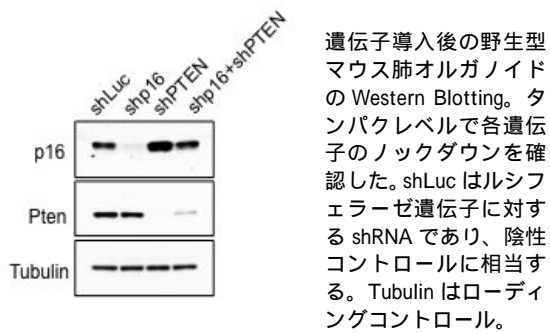 shLuc
shp16
shPTEN
shp16+shPTEN
p16
Pten
Tubulin
遺伝子導入後の野生型
マウス肺オルガノイド
の Western Blotting。タ
ンパクレベルで各遺伝
子のノックダウンを確
認した。shLuc はルシフ
ェラーゼ遺伝子に対す
る shRNA であり、陰性
コントロールに相当す
る。Tubulin はローディ
ングコントロール。